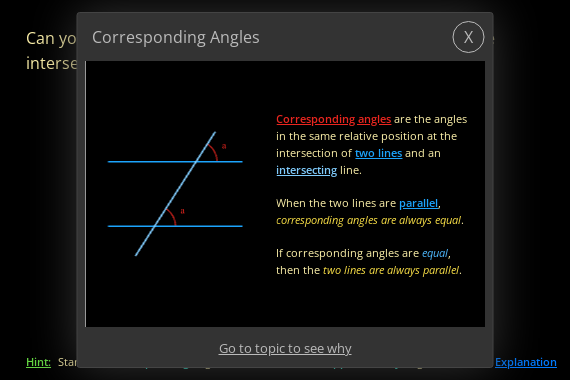 Can yo
interse
Corresponding Angles
X
a
a
Corresponding angles are the angles
in the same relative position at the
intersection of two lines and an
intersecting line.
When the two lines are parallel,
corresponding angles are always equal.
If corresponding angles are equal,
then the two lines are always parallel.
Go to topic to see why
Hint: Star
Explanation